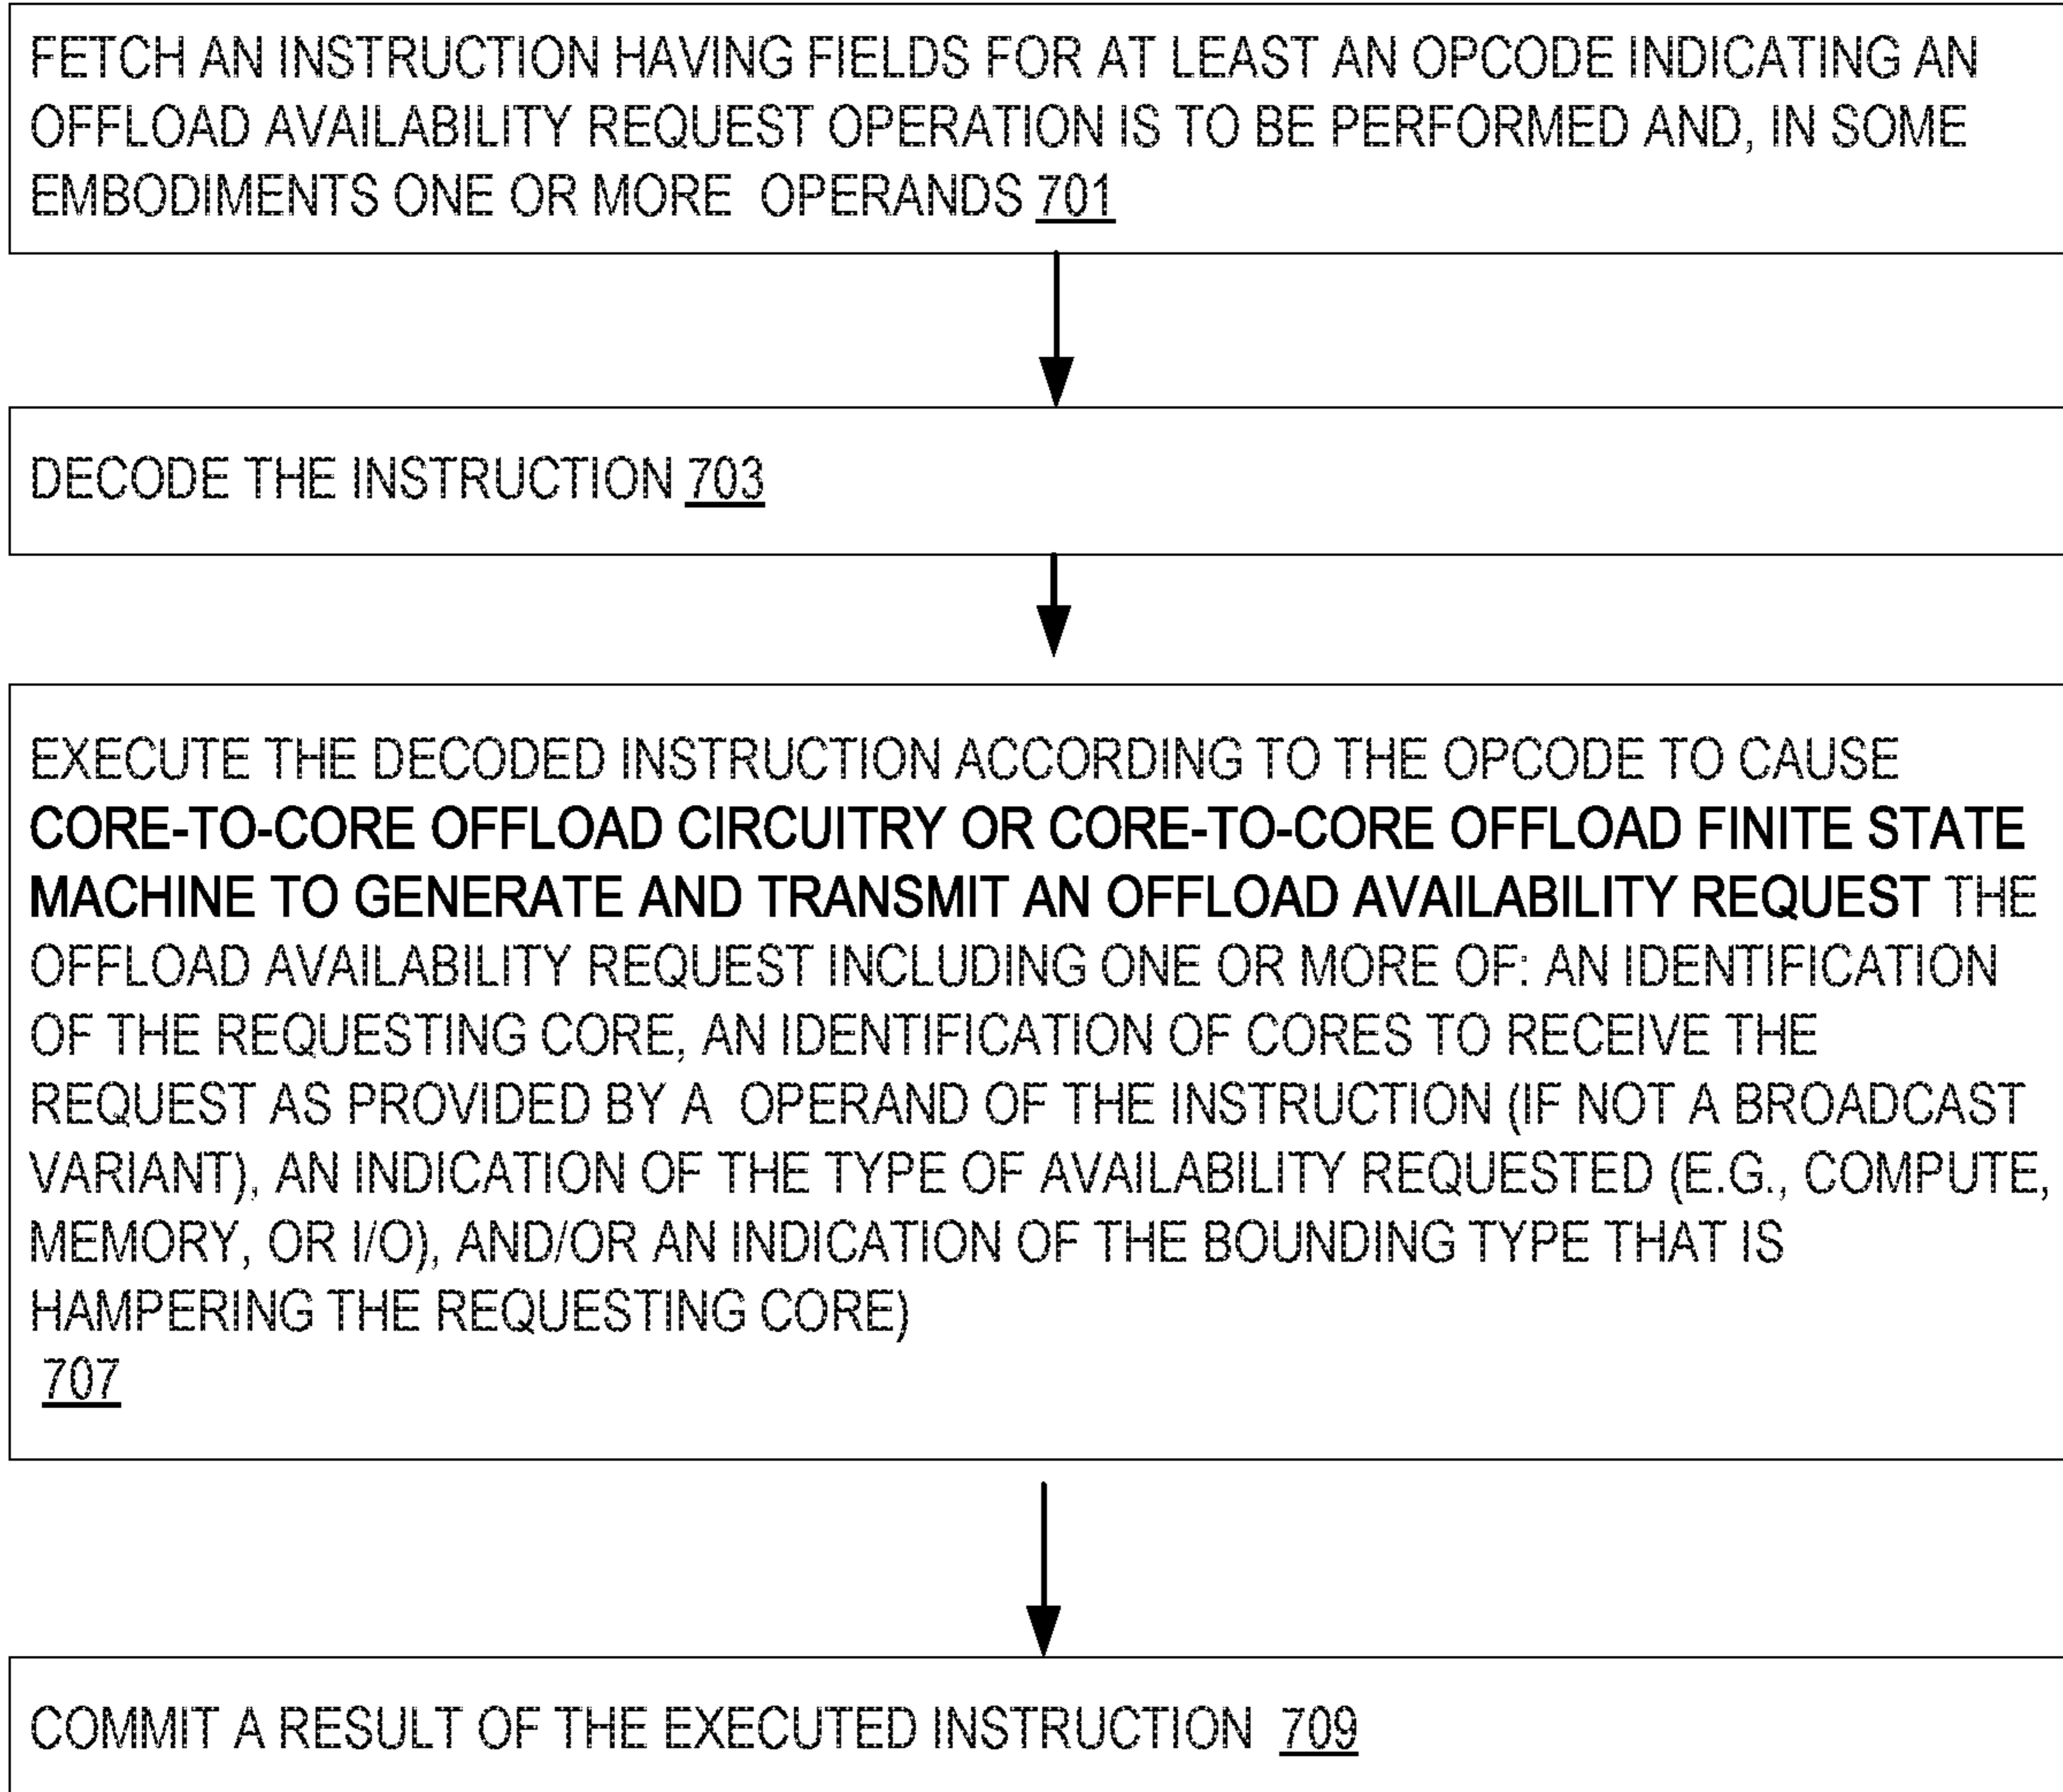 FETCH AN INSTRUCTION HAVING FIELDS FOR AT LEAST AN OPCODE INDICATING AN
OFFLOAD AVAILABILITY REQUEST OPERATION IS TO BE PERFORMED AND, IN SOME
EMBODIMENTS ONE OR MORE OPERANDS 701
DECODE THE INSTRUCTION 703
EXECUTE THE DECODED INSTRUCTION ACCORDING TO THE OPCODE TO CAUSE
CORE-TO-CORE OFFLOAD CIRCUITRY OR CORE-TO-CORE OFFLOAD FINITE STATE
MACHINE TO GENERATE AND TRANSMIT AN OFFLOAD AVAILABILITY REQUEST THE
OFFLOAD AVAILABILITY REQUEST INCLUDING ONE OR MORE OF: AN IDENTIFICATION
OF THE REQUESTING CORE, AN IDENTIFICATION OF CORES TO RECEIVE THE
REQUEST AS PROVIDED BY A OPERAND OF THE INSTRUCTION (IF NOT A BROADCAST
VARIANT), AN INDICATION OF THE TYPE OF AVAILABILITY REQUESTED (E.G., COMPUTE,
MEMORY, OR I/O), AND/OR AN INDICATION OF THE BOUNDING TYPE THAT IS
HAMPERING THE REQUESTING CORE)
707
COMMIT A RESULT OF THE EXECUTED INSTRUCTION 709